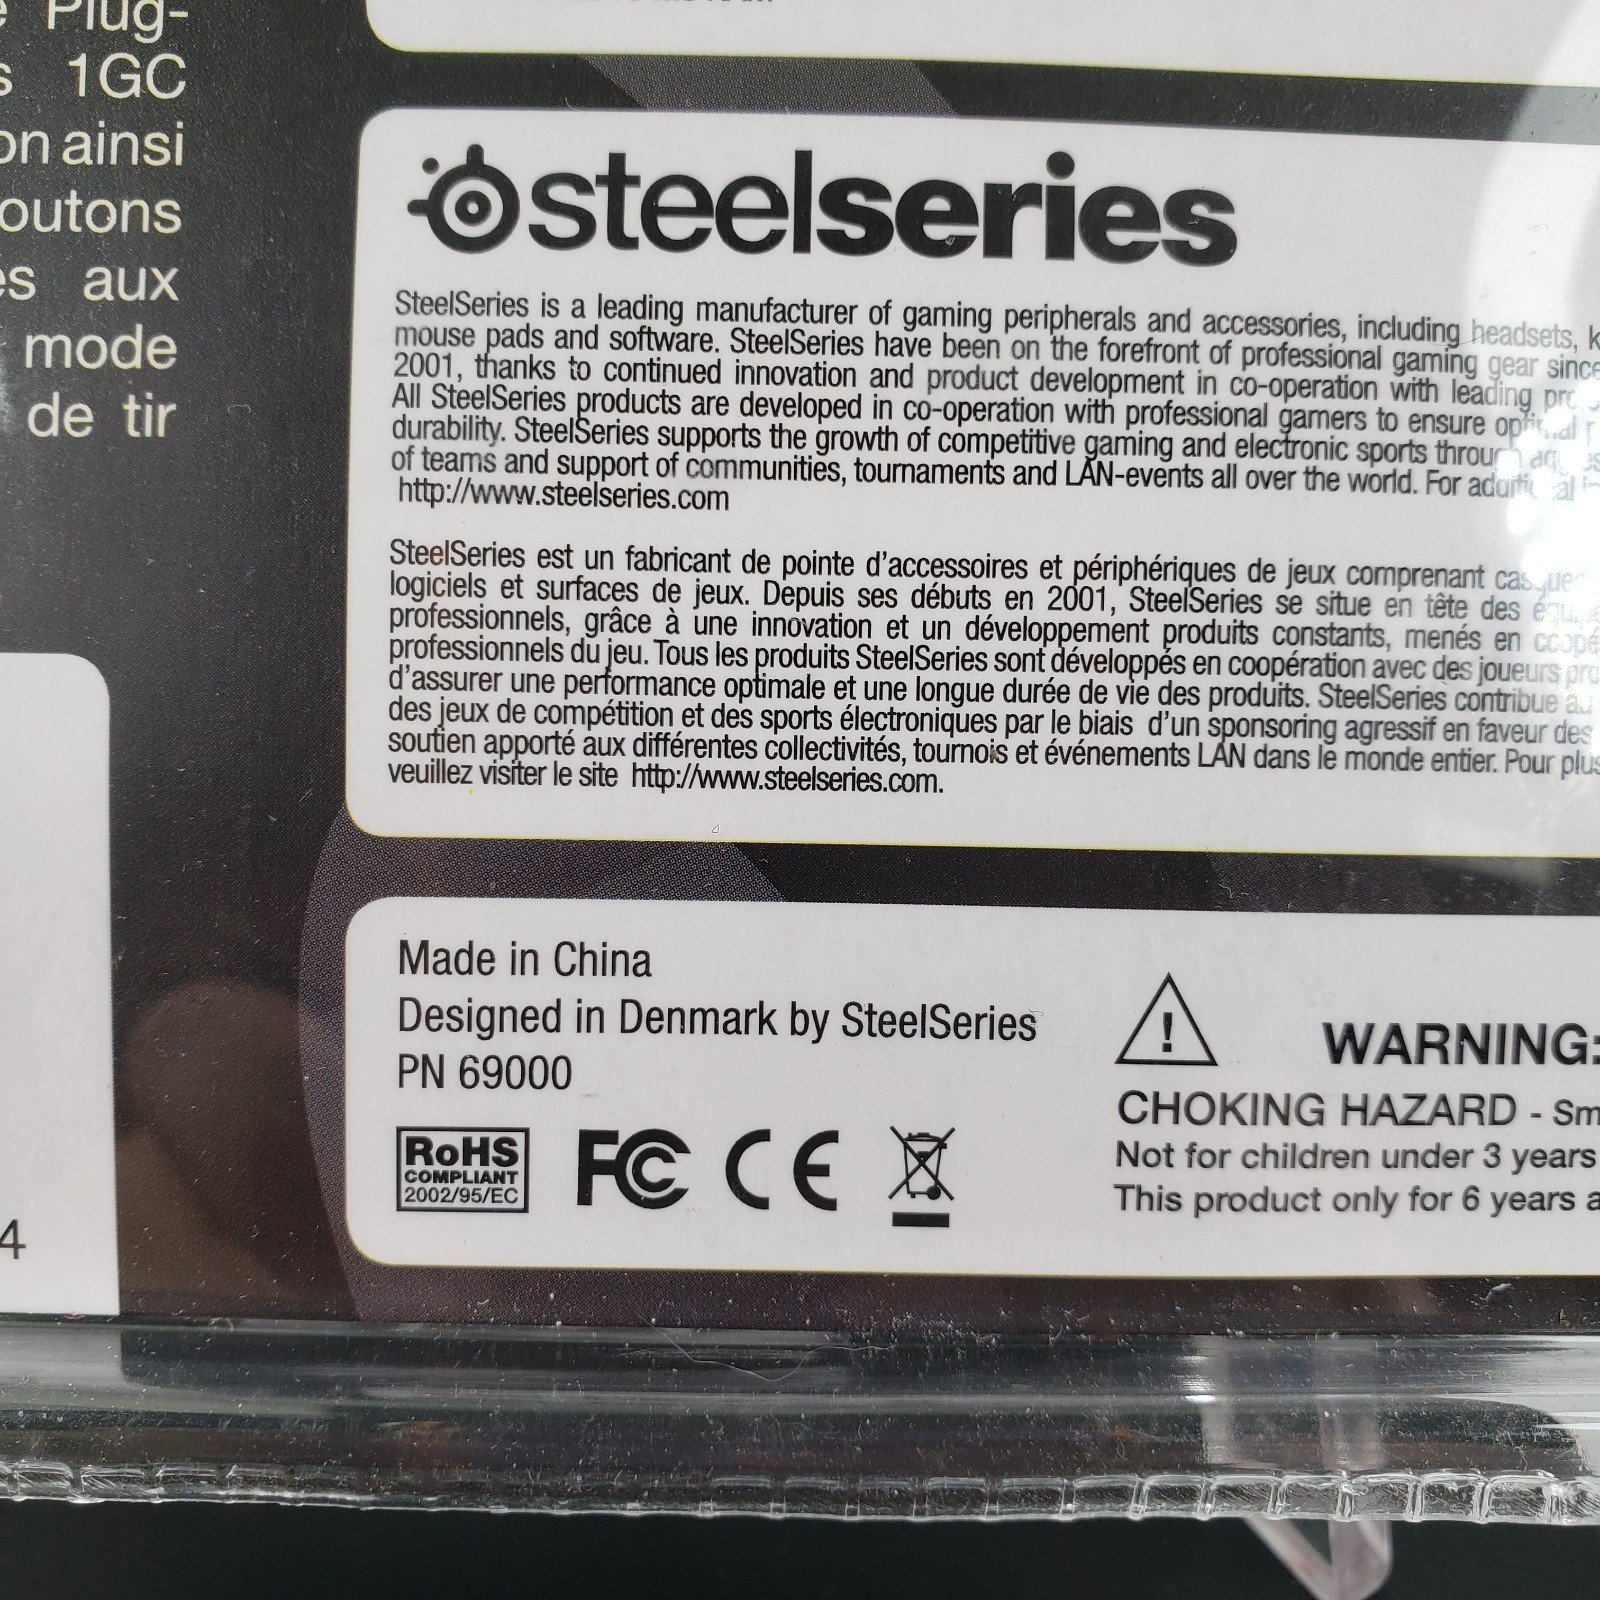 Plug-
1GC
ainsi
aux
mode
de tir
4
steelseries
SteelSeries is a leading manufacturer of gaming peripherals and accessories, including headsets,
mouse pads and software. SteelSeries have been on the forefront of professional gaming gear since
2001, thanks to continued innovation and product development in co-operation with leading
All SteelSeries products are developed in co-operation with professional gamers to ensure
durability. SteelSeries supports the growth of competitive gaming and electronic sports through
of teams and support of communities, tournaments and LAN-events all over the world. For
http://www.steelseries.com
SteelSeries est un fabricant de pointe d'accessoires et périphériques de jeux comprenant
logiciels et surfaces de jeux. Depuis ses débuts en 2001, SteelSeries se situe en tête des
professionnels, grâce à une innovation et un développement produits constants, menés en
professionnels du jeu. Tous les produits SteelSeries sont développés en coopération avec des joueurs
d'assurer une performance optimale et une longue durée de vie des produits. SteelSeries contribue
des jeux de compétition et des sports électroniques par le biais d'un sponsoring agressif en faveur des
soutien apporté aux différentes collectivités, tournois et événements LAN dans le monde entier. Pour
veuillez visiter le site http://www.steelseries.com.
Made in China
Designed in Denmark by SteelSeries
PN 69000
RoHS
COMPLIANT
2002/95/EC
FC CE
WARNING:
CHOKING HAZARD -
Not for children under 3 years
This product only for 6 years